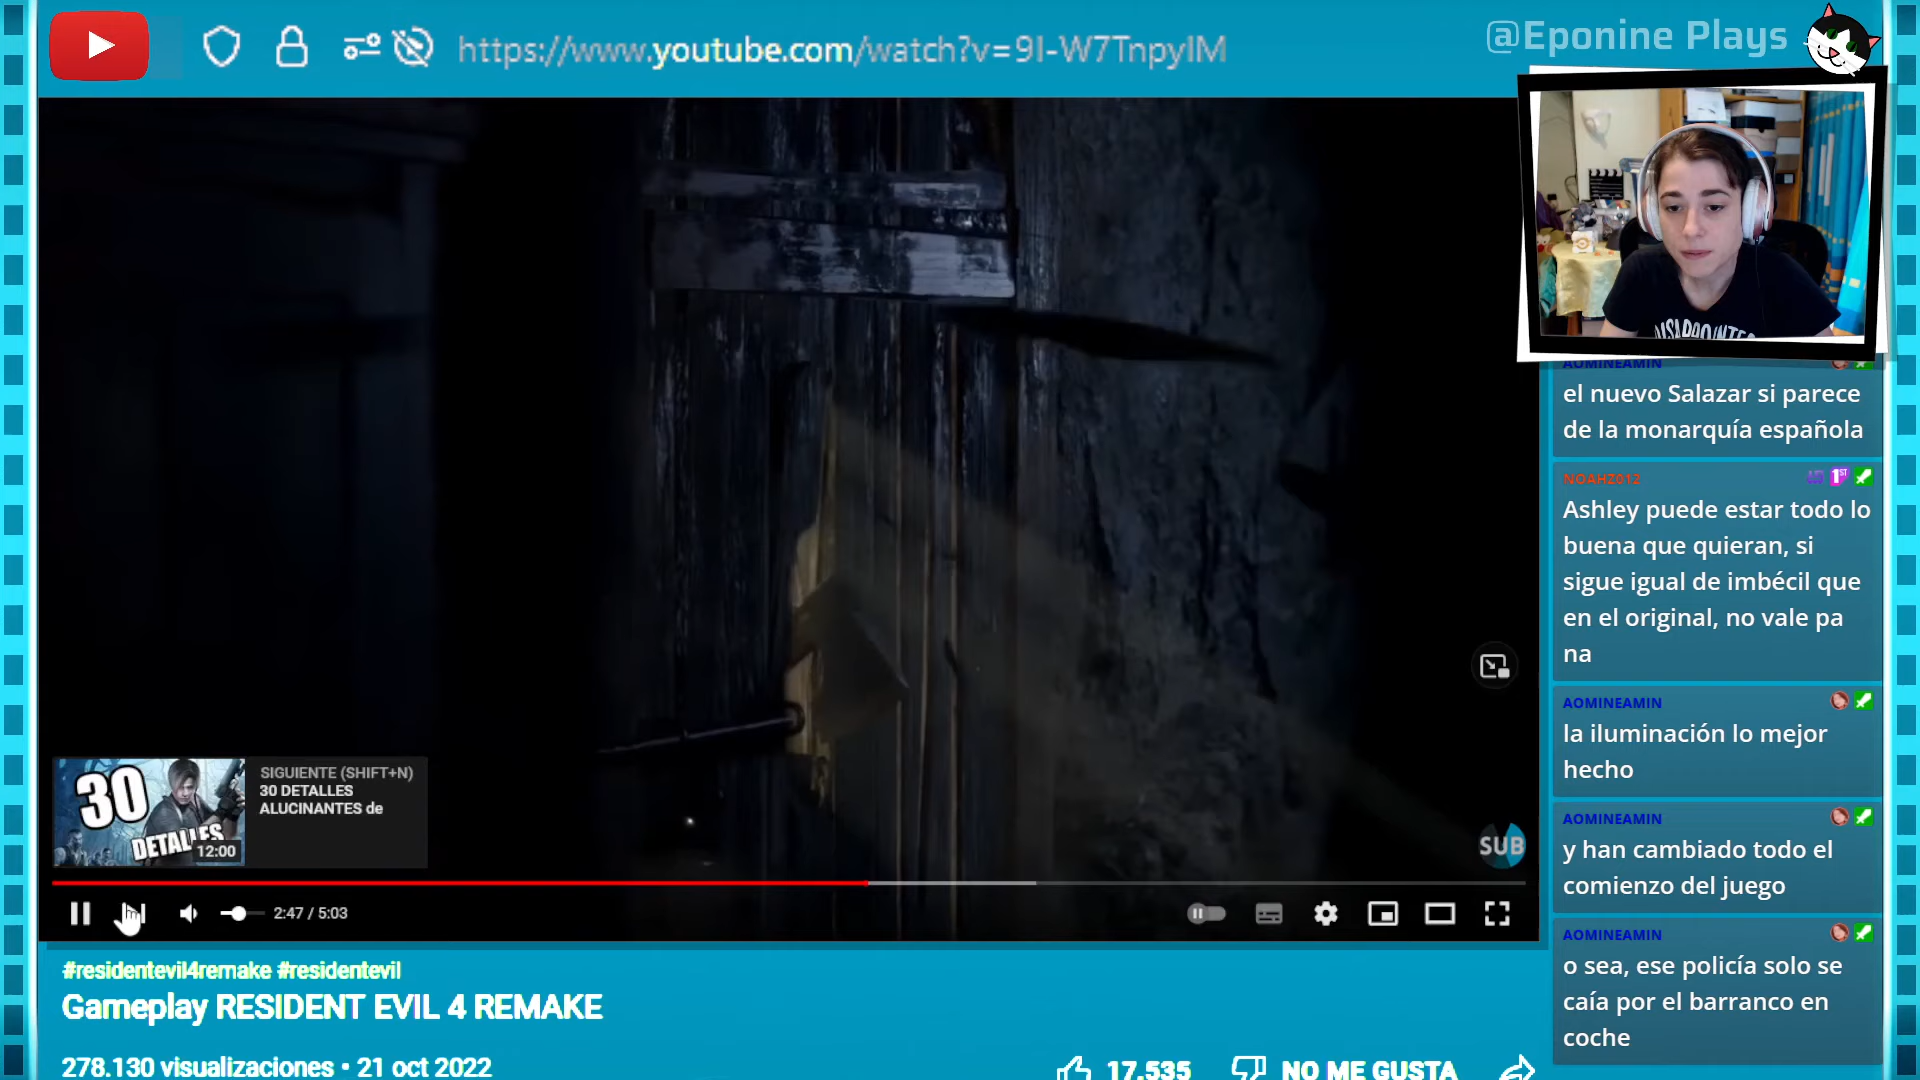 https://www.youtube.com/watch?v=9I-W7TnpyIM
@Eponine Plays
DISAPPOINTED
AOMINEAMIN
el nuevo Salazar si parece
de la monarquía española
NOAHZ012
1ST
Ashley puede estar todo lo
buena que quieran, si
sigue igual de imbécil que
en el original, no vale pa
na
AOMINEAMIN
la iluminación lo mejor
hecho
AOMINEAMIN
y han cambiado todo el
comienzo del juego
AOMINEAMIN
o sea, ese policía solo se
caía por el barranco en
coche
30
DETALLES
12:00
SIGUIENTE (SHIFT+N)
30 DETALLES
ALUCINANTES de
SUB
2:47 / 5:03
#residentevil4remake #residentevil
Gameplay RESIDENT EVIL 4 REMAKE
278.130 visualizaciones • 21 oct 2022
17.535
NO ME GUSTA